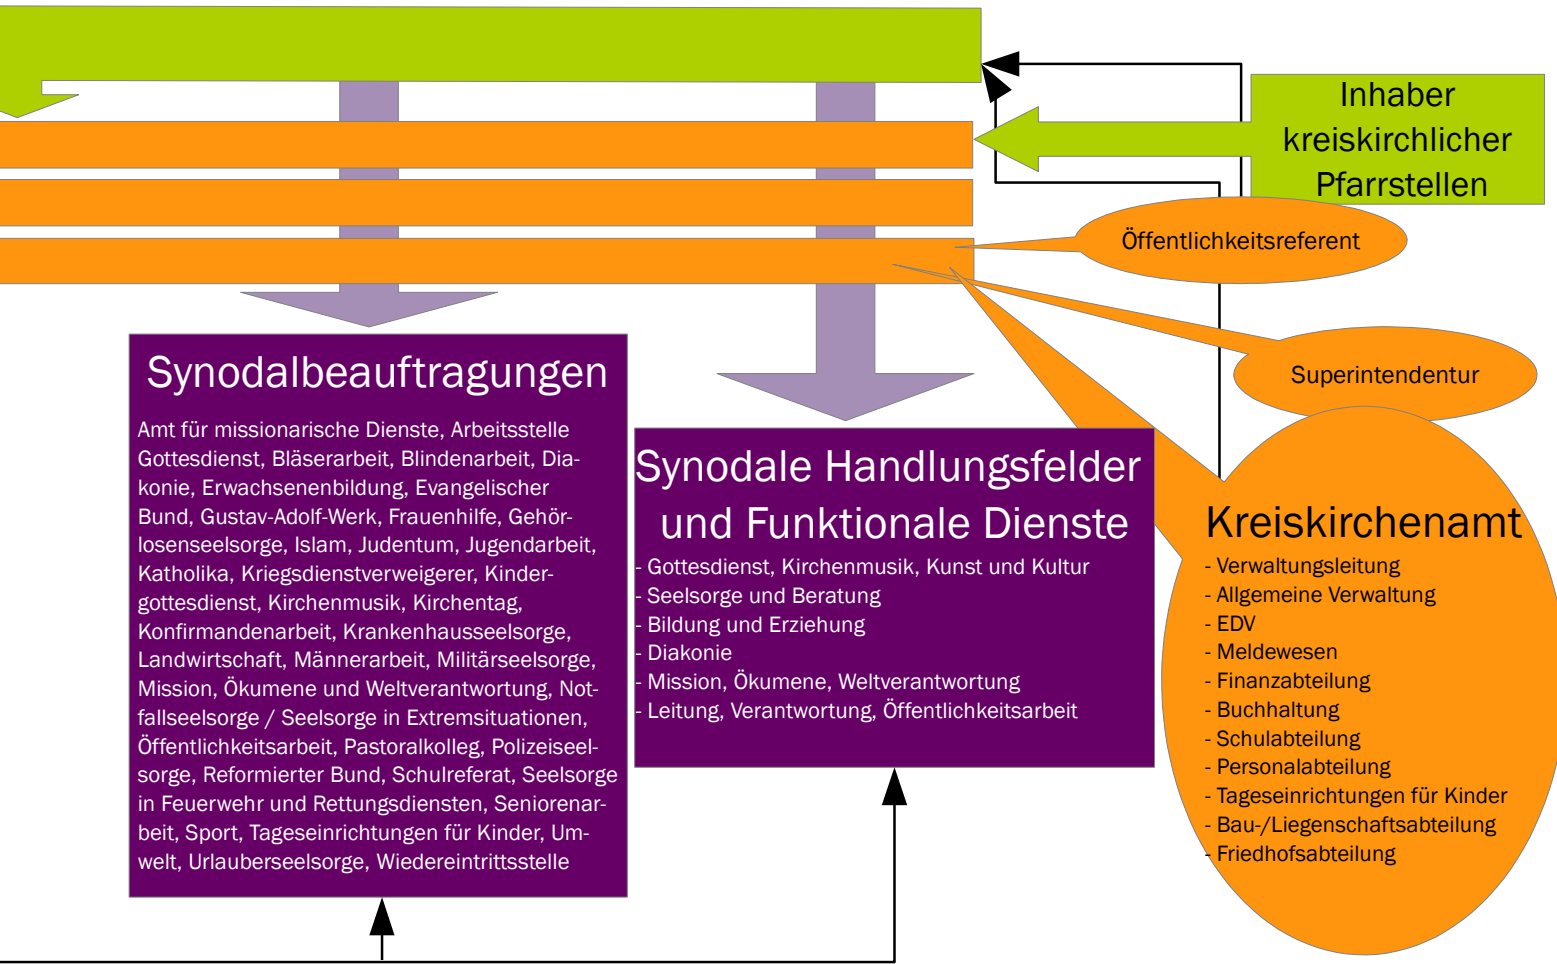 Inhaber
kreiskirchlicher
Pfarrstellen
Öffentlichkeitsreferent
Superintendentur
Synodalbeauftragungen
Amt für missionarische Dienste, Arbeitsstelle
Gottesdienst, Bläserarbeit, Blindenarbeit, Dia-
konie, Erwachsenenbildung, Evangelischer
Bund, Gustav-Adolf-Werk, Frauenhilfe, Gehör-
losenseelsorge, Islam, Judentum, Jugendarbeit,
Katholika, Kriegsdienstverweigerer, Kinder-
gottesdienst, Kirchenmusik, Kirchentag,
Konfirmandenarbeit, Krankenhausseelsorge,
Landwirtschaft, Männerarbeit, Militärseelsorge,
Mission, Ökumene und Weltverantwortung, Not-
fallseelsorge / Seelsorge in Extremsituationen,
Öffentlichkeitsarbeit, Pastoralkolleg, Polizeiseel-
sorge, Reformierter Bund, Schulreferat, Seelsorge
in Feuerwehr und Rettungsdiensten, Seniorenar-
beit, Sport, Tageseinrichtungen für Kinder, Um-
welt, Urlauberseelsorge, Wiedereintrittsstelle
Synodale Handlungsfelder
und Funktionale Dienste
- Gottesdienst, Kirchenmusik, Kunst und Kultur
- Seelsorge und Beratung
- Bildung und Erziehung
- Diakonie
- Mission, Ökumene, Weltverantwortung
- Leitung, Verantwortung, Öffentlichkeitsarbeit
Kreiskirchenamt
- Verwaltungsleitung
- Allgemeine Verwaltung
- EDV
- Meldewesen
- Finanzabteilung
- Buchhaltung
- Schulabteilung
- Personalabteilung
- Tageseinrichtungen für Kinder
- Bau-/Liegenschaftsabteilung
- Friedhofsabteilung